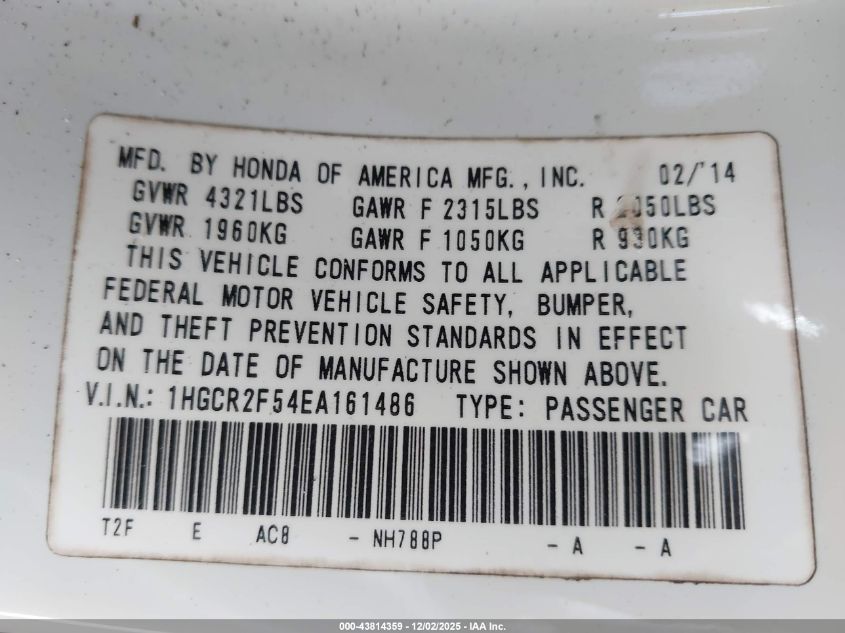 MFD. BY HONDA OF AMERICA MFG., INC. 02/'14
GVWR 4321LBS GAWR F 2315LBS R 2050LBS
GVWR 1960KG GAWR F 1050KG R 930KG
THIS VEHICLE CONFORMS TO ALL APPLICABLE
FEDERAL MOTOR VEHICLE SAFETY, BUMPER,
AND THEFT PREVENTION STANDARDS IN EFFECT
ON THE DATE OF MANUFACTURE SHOWN ABOVE.
V.I.N.: 1HGCR2F54EA161486 TYPE: PASSENGER CAR
T2F E AC8 - NH788P - A - A
000-43814359 - 12/02/2025 - IAA Inc.